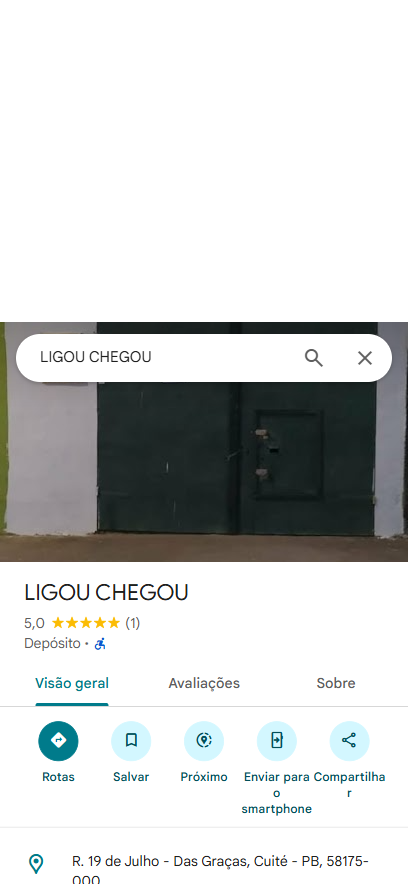 LIGOU CHEGOU
LIGOU CHEGOU
5,0 (1)
Depósito ·
Visão geral Avaliações Sobre
Rotas Salvar Próximo Enviar para o smartphone Compartilhar
R. 19 de Julho - Das Graças, Cuité - PB, 58175-
000